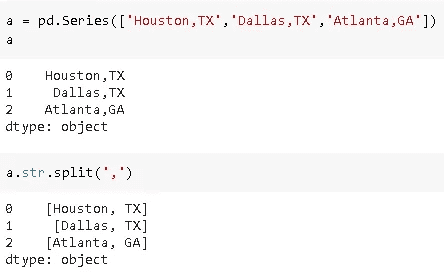 a = pd.Series(['Houston,TX','Dallas,TX','Atlanta,GA'])
a
0    Houston,TX
1     Dallas,TX
2    Atlanta,GA
dtype: object
a.str.split(',')
0    [Houston, TX]
1     [Dallas, TX]
2    [Atlanta, GA]
dtype: object